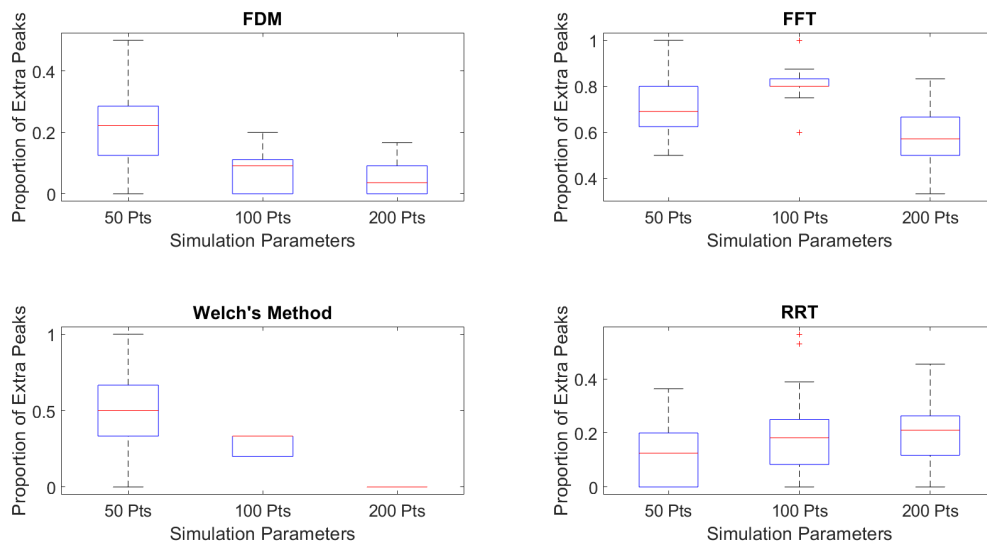 FDM
Proportion of Extra Peaks
0.4
0.2
0
50 Pts 100 Pts 200 Pts
Simulation Parameters
FFT
Proportion of Extra Peaks
1
0.8
0.6
0.4
50 Pts 100 Pts 200 Pts
Simulation Parameters
Welch's Method
Proportion of Extra Peaks
1
0.5
0
50 Pts 100 Pts 200 Pts
Simulation Parameters
RRT
Proportion of Extra Peaks
0.4
0.2
0
50 Pts 100 Pts 200 Pts
Simulation Parameters